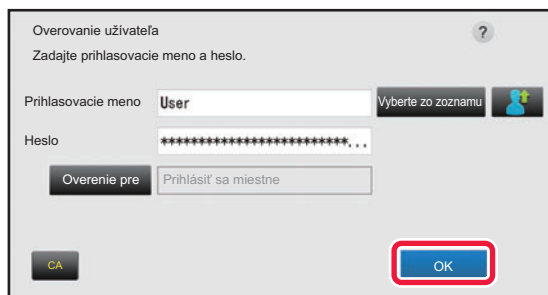 Overovanie užívateľa
?
Zadajte prihlasovacie meno a heslo.
Prihlasovacie meno User Vyberte zo zoznamu
Heslo **************************...
Overenie pre Prihlásiť sa miestne
CA OK